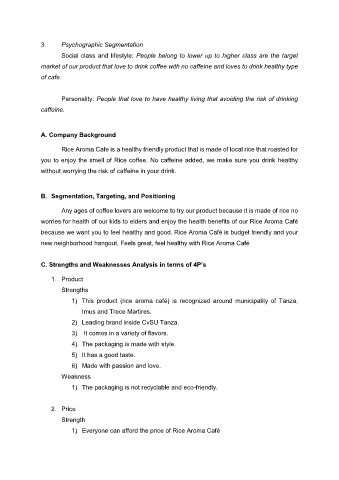 3. Psychographic Segmentation
Social class and lifestyle: People belong to lower up to higher class are the target
market of our product that love to drink coffee with no caffeine and loves to drink healthy type
of cafe.
Personality: People that love to have healthy living that avoiding the risk of drinking
caffeine.
A. Company Background
Rice Aroma Cafe is a healthy friendly product that is made of local rice that roasted for
you to enjoy the smell of Rice coffee. No caffeine added, we make sure you drink healthy
without worrying the risk of caffeine in your drink.
B. Segmentation, Targeting, and Positioning
Any ages of coffee lovers are welcome to try our product because it is made of rice no
worries for health of our kids to elders and enjoy the health benefits of our Rice Aroma Café
because we want you to feel healthy and good. Rice Aroma Café is budget friendly and your
new neighborhood hangout. Feels great, feel healthy with Rice Aroma Café
C. Strengths and Weaknesses Analysis in terms of 4P's
1. Product
Strengths
1) This product (rice aroma café) is recognized around municipality of Tanza,
Imus and Trece Martires.
2) Leading brand inside CvSU Tanza.
3) It comes in a variety of flavors.
4) The packaging is made with style.
5) It has a good taste.
6) Made with passion and love.
Weakness
1) The packaging is not recyclable and eco-friendly.
2. Price
Strength
1) Everyone can afford the price of Rice Aroma Café